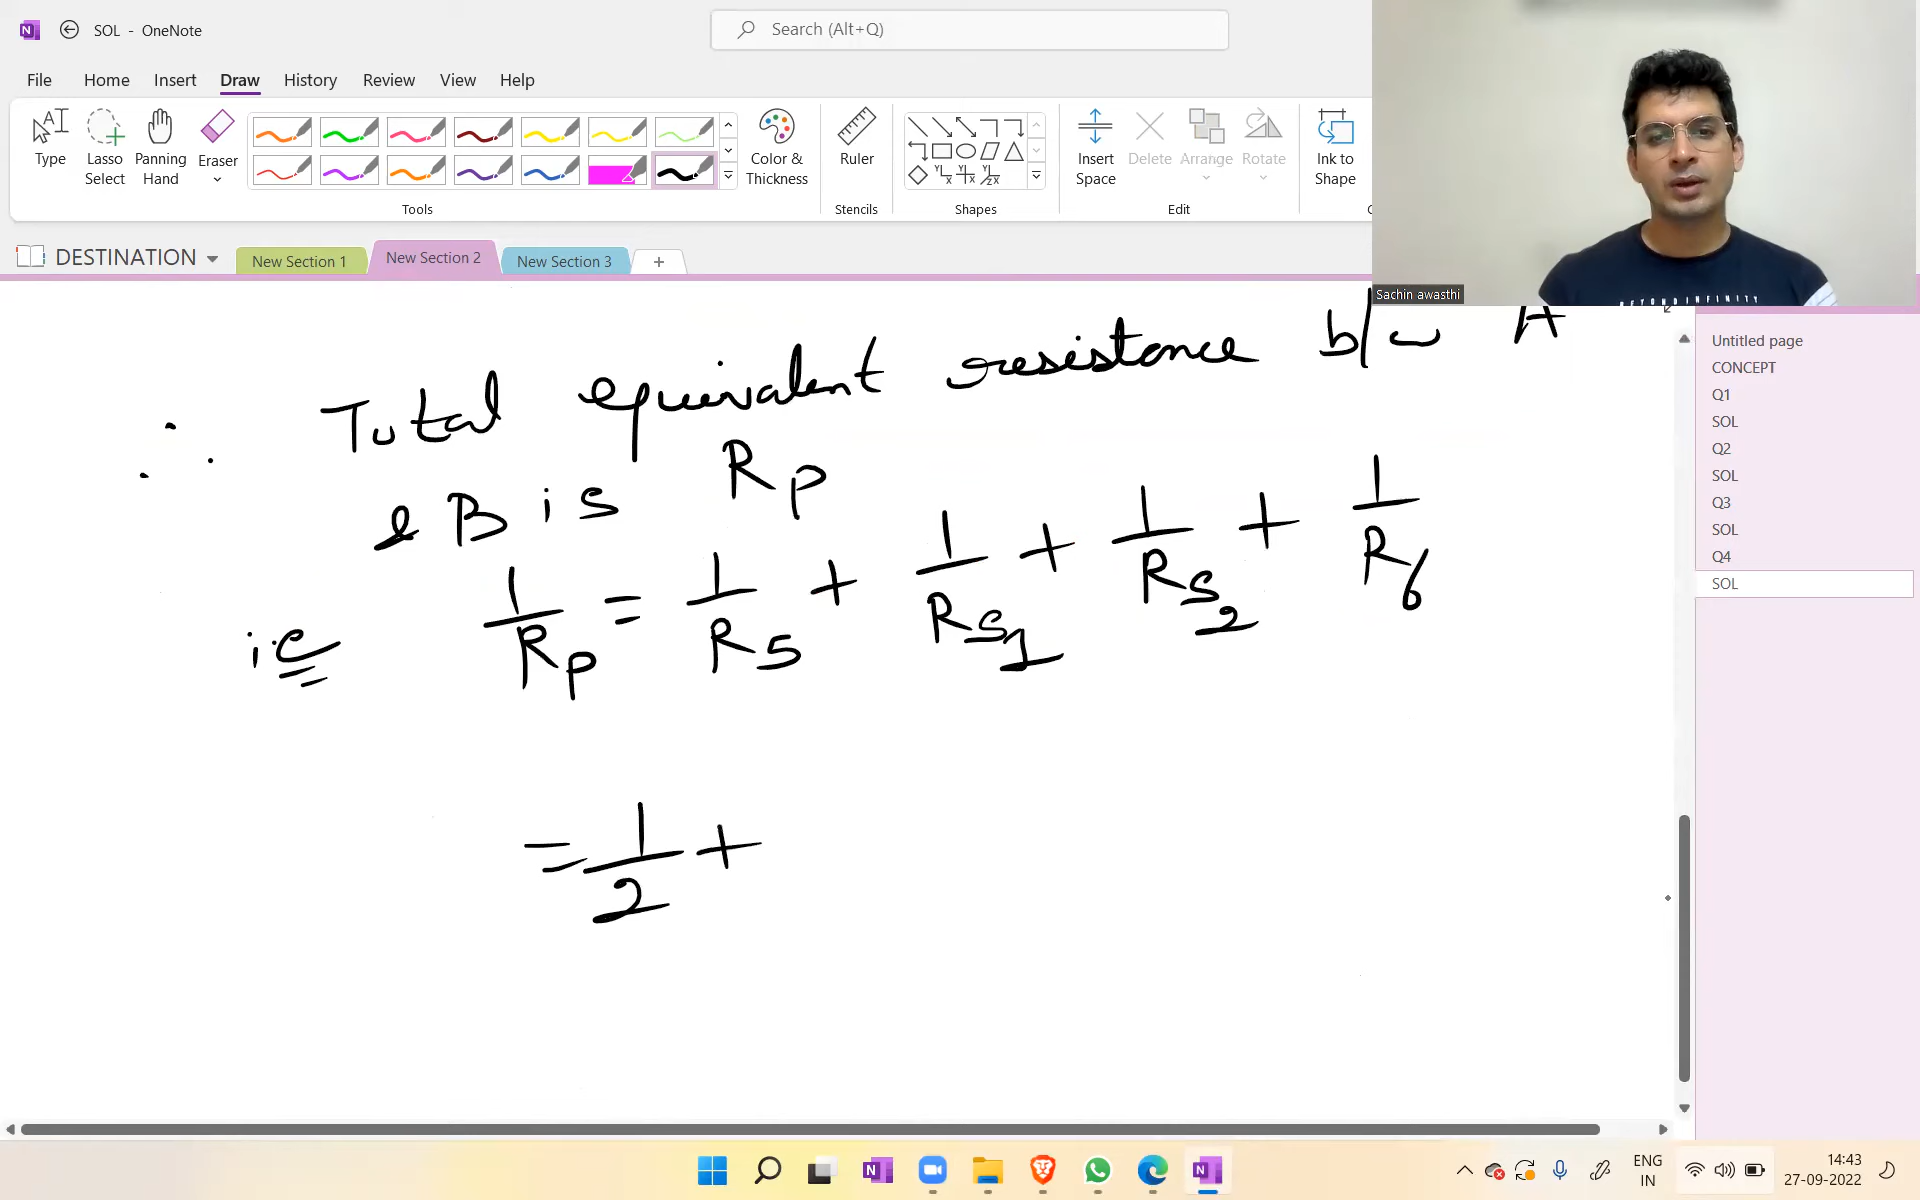 SOL - OneNote
Search (Alt+Q)
File Home Insert Draw History Review View Help
Type
Lasso Select
Panning Hand
Eraser
Color & Thickness
Ruler
Insert Space
Delete
Arrange
Rotate
Ink to Shape
Tools
Stencils
Shapes
Edit
DESTINATION
New Section 1
New Section 2
New Section 3
BEYOND INFINITY
Sachin awasthi
∴ Total equivalent resistance b/w A
& B is Rp
i.e 1/Rp = 1/R5 + 1/Rs1 + 1/Rs2 + 1/R6
= 1/2 +
Untitled page
CONCEPT
Q1
SOL
Q2
SOL
Q3
SOL
Q4
SOL
ENG
IN
14:43
27-09-2022